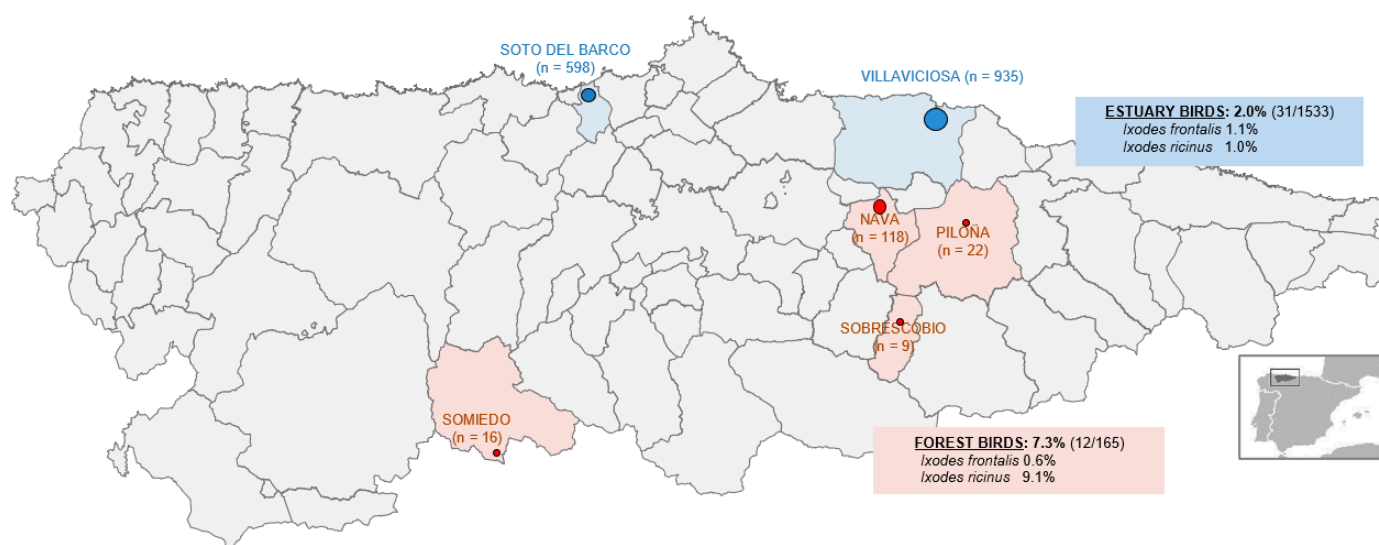 SOTO DEL BARCO
(n = 598)
VILLAVICIOSA (n = 935)
ESTUARY BIRDS: 2.0% (31/1533)
Ixodes frontalis 1.1%
Ixodes ricinus 1.0%
NAVA
(n = 118)
PILOÑA
(n = 22)
SOBRESCOBIO
(n = 9)
SOMIEDO
(n = 16)
FOREST BIRDS: 7.3% (12/165)
Ixodes frontalis 0.6%
Ixodes ricinus 9.1%